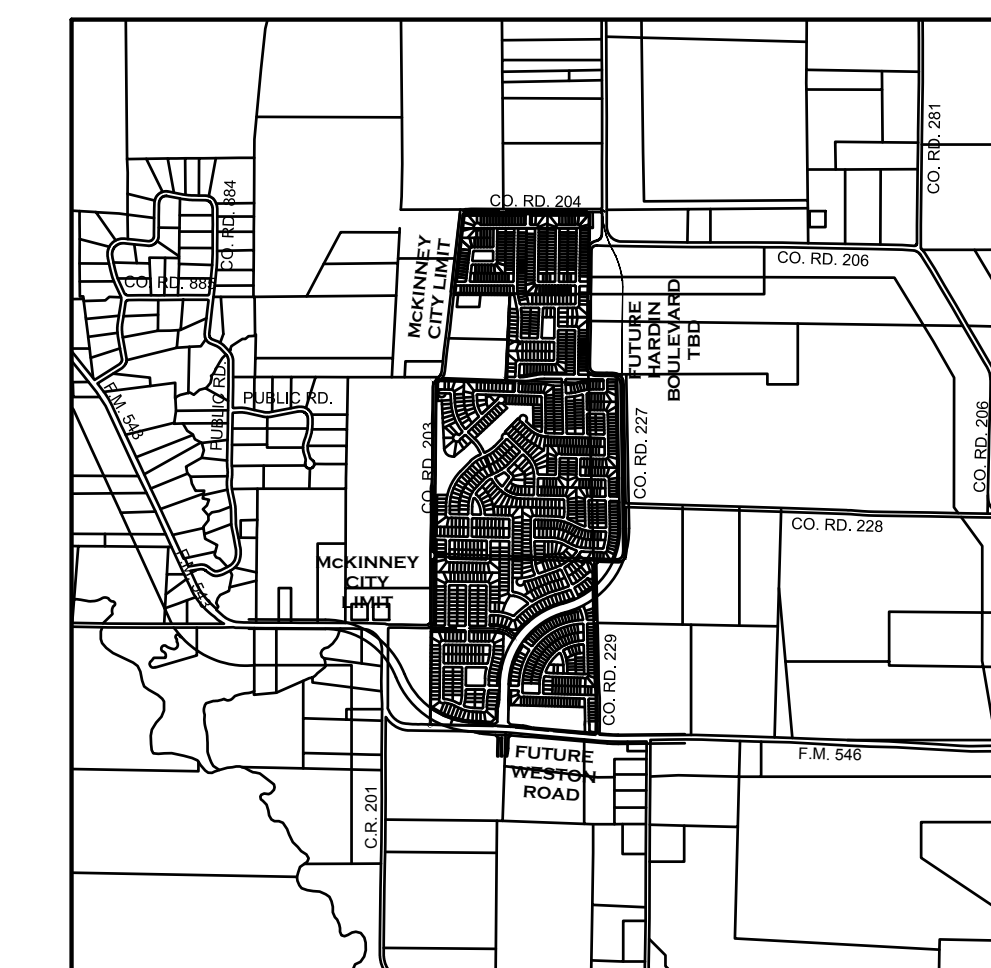 CO. RD. 281
CO. RD. 884
CO. RD. 204
McKINNEY
CITY LIMIT
CO. RD. 206
CO. RD. 885
FUTURE
HARDIN
BOULEVARD
TBD
PUBLIC RD.
PUBLIC RD.
F.M. 543
CO. RD. 203
CO. RD. 227
CO. RD. 206
CO. RD. 228
McKINNEY
CITY
LIMIT
F.M. 543
CO. RD. 229
F.M. 546
FUTURE
WESTON
ROAD
C.R. 201